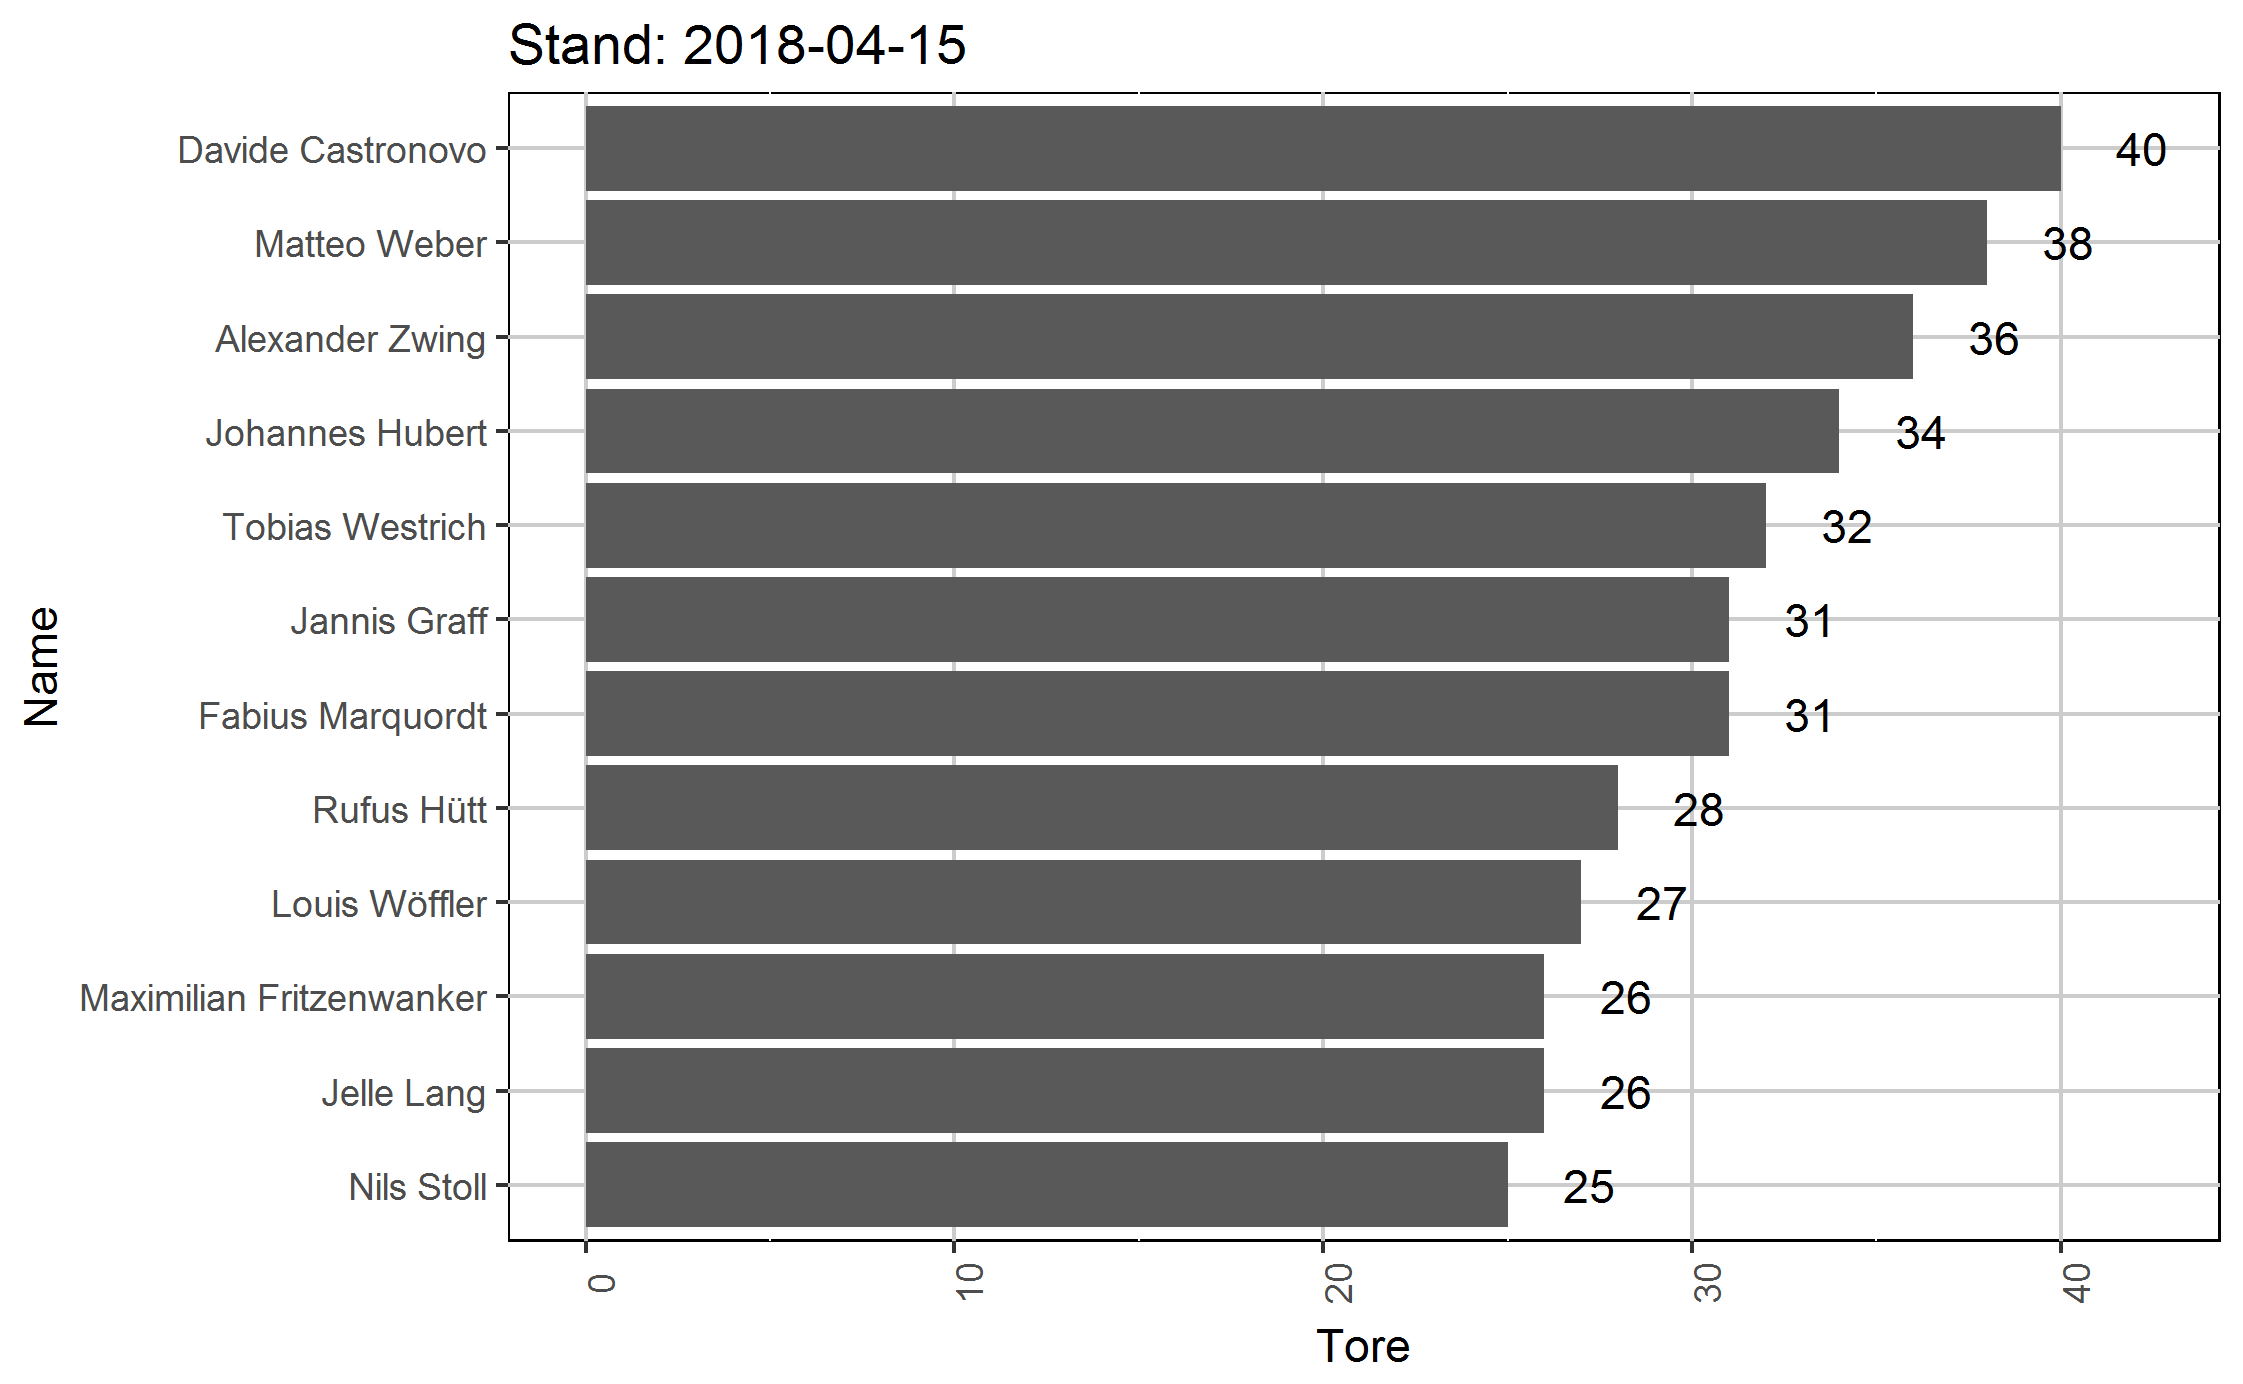 Stand: 2018-04-15
Davide Castronovo 40
Matteo Weber 38
Alexander Zwing 36
Johannes Hubert 34
Tobias Westrich 32
Jannis Graff 31
Fabius Marquordt 31
Rufus Hütt 28
Louis Wöffler 27
Maximilian Fritzenwanker 26
Jelle Lang 26
Nils Stoll 25
Name
0 10 20 30 40
Tore